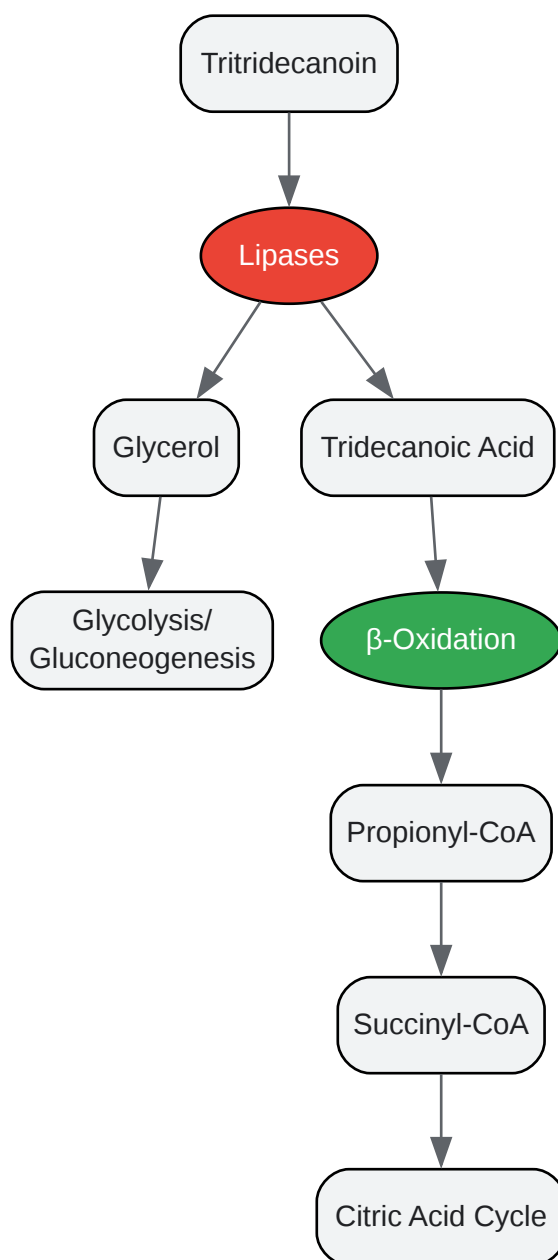 Tritridecanoin
Lipases
Glycerol
Tridecanoic Acid
Glycolysis/
Gluconeogenesis
β-Oxidation
Propionyl-CoA
Succinyl-CoA
Citric Acid Cycle